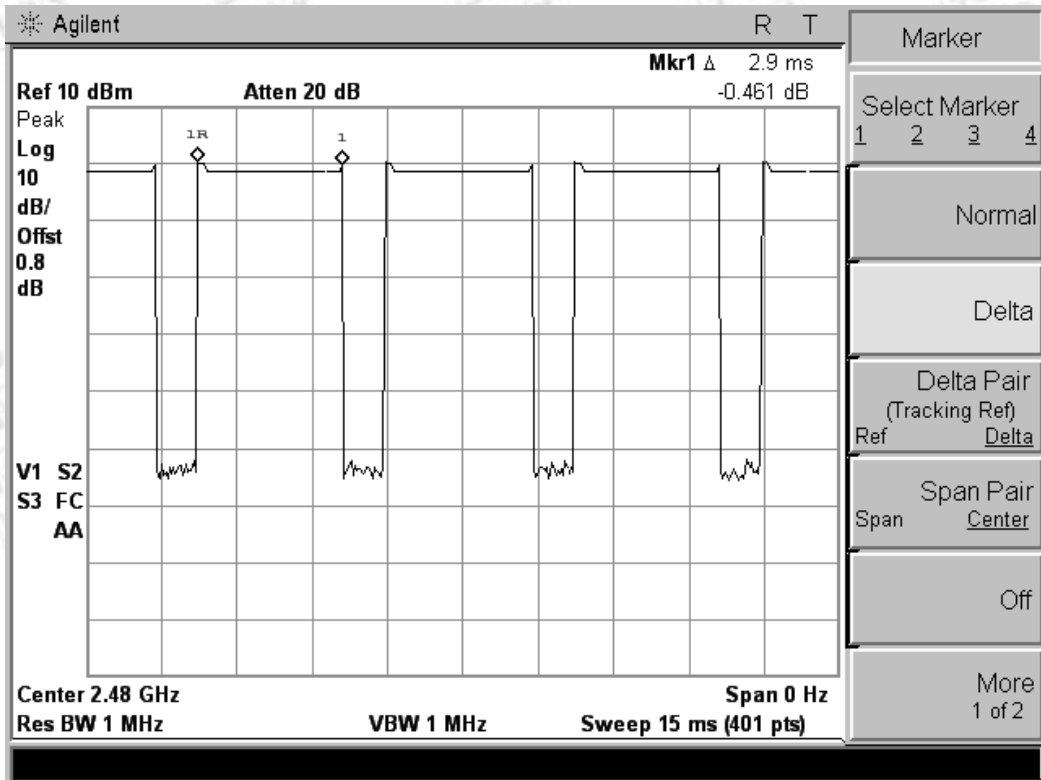 Agilent R T
Mkr1 Δ 2.9 ms
Ref 10 dBm Atten 20 dB -0.461 dB
Peak
Log
10
dB/
Offst
0.8
dB
1R
1
V1 S2
S3 FC
AA
Center 2.48 GHz Span 0 Hz
Res BW 1 MHz VBW 1 MHz Sweep 15 ms (401 pts)
Marker
Select Marker
1 2 3 4
Normal
Delta
Delta Pair
(Tracking Ref)
Ref Delta
Span Pair
Span Center
Off
More
1 of 2